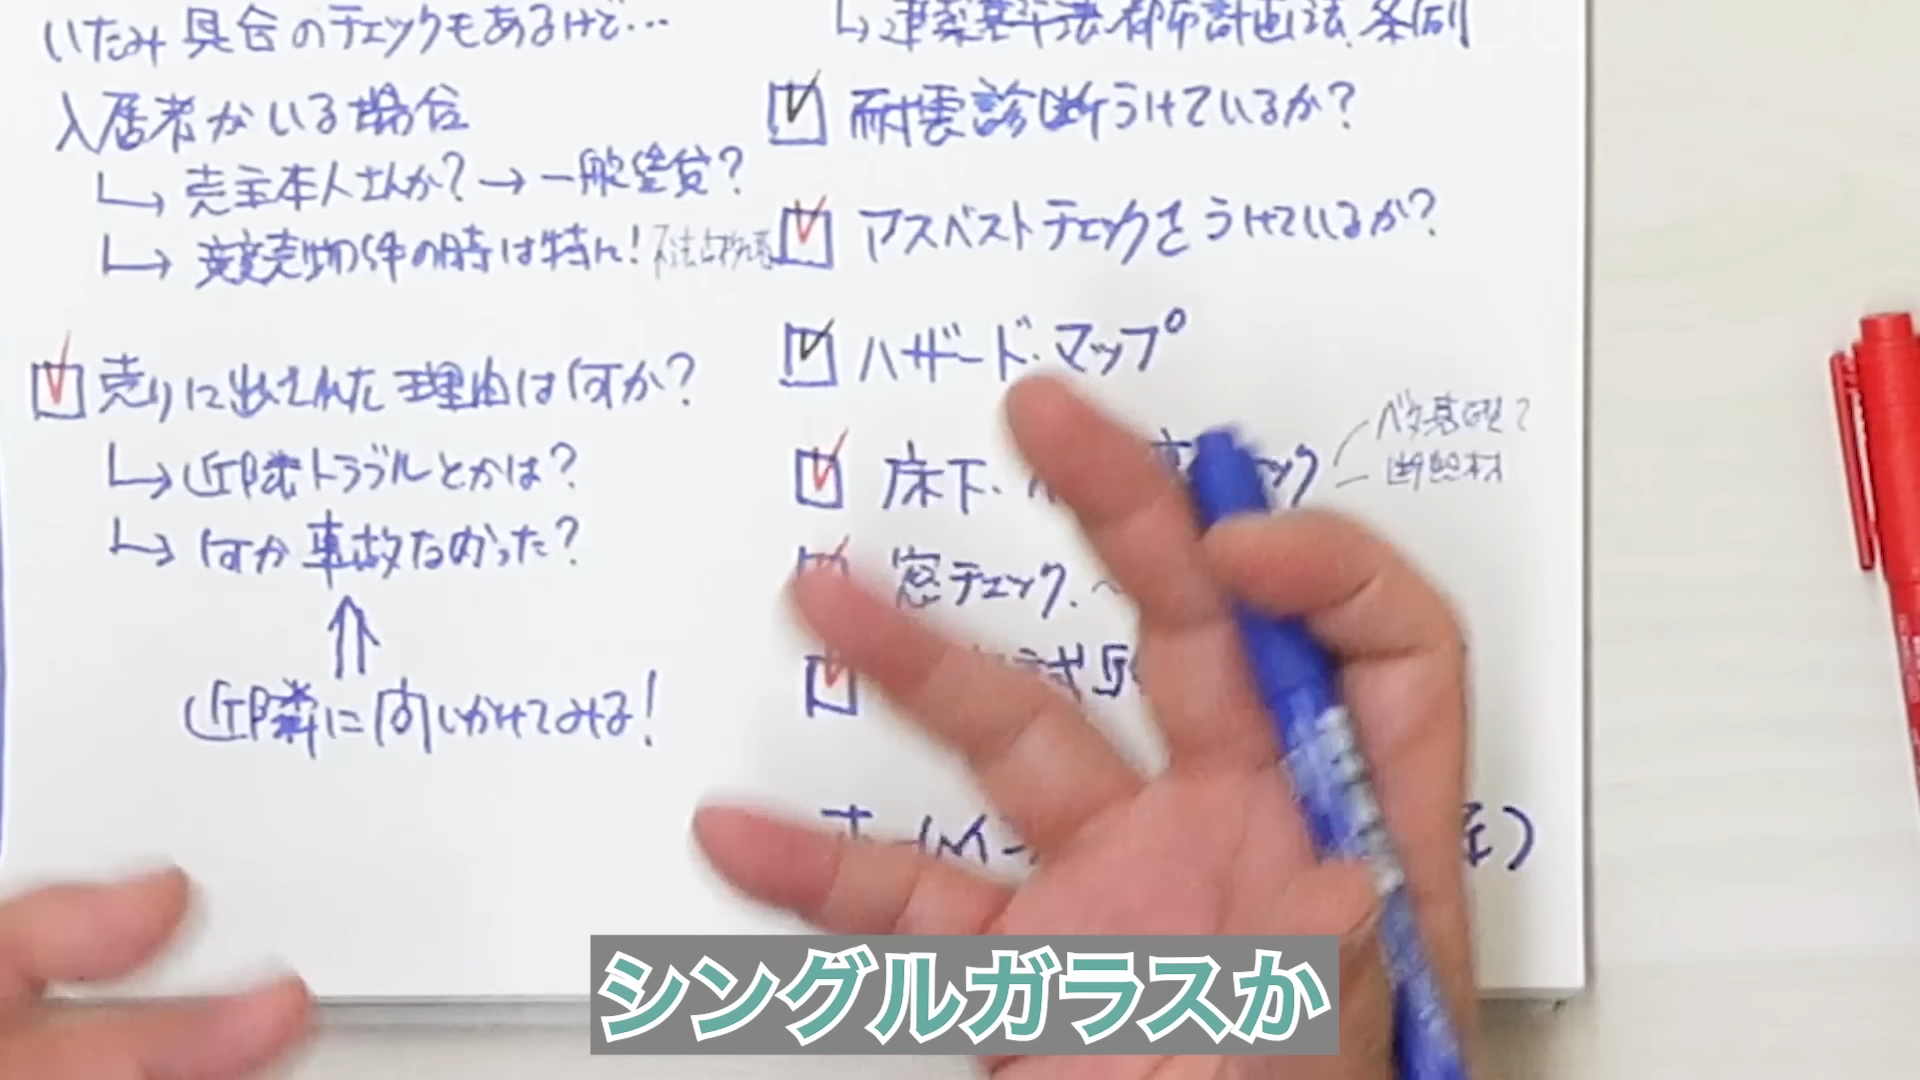 いたみ具合のチェックもあるけど…
入居者がいる場合
↳売主本人さんか?→一般賃貸?
↳競売物件の時は特に!
☑売りに出された理由は何か?
↳近隣トラブルとかは?
↳何か事故なかった?
近隣に問いかけてみる!
↳建築基準法、都市計画法、条例
☑耐震診断うけているか?
☑アスベストチェックをうけているか?
☑ハザードマップ
☑床下、
ベタ基礎?
断熱材
☑窓チェック。
☑
シングルガラスか